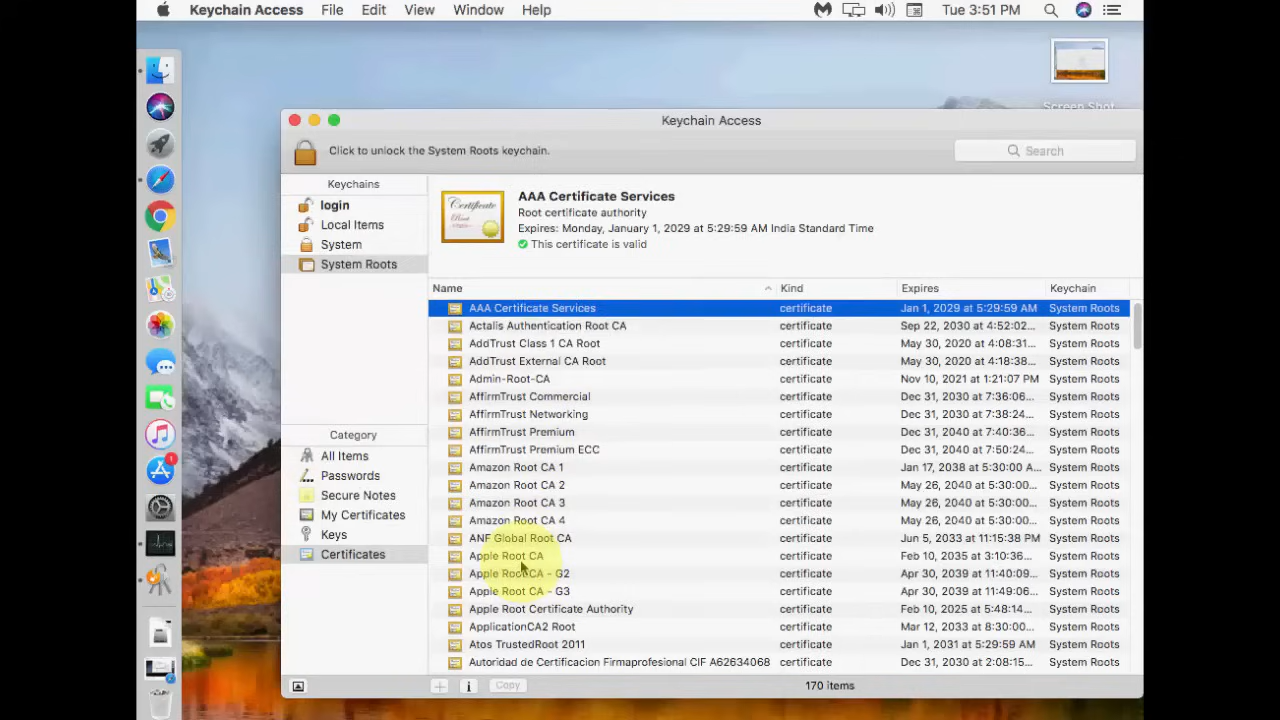 Keychain Access File Edit View Window Help Tue 3:51 PM
Screen Shot
Keychain Access
Click to unlock the System Roots keychain.
Search
Keychains
login
Local Items
System
System Roots
AAA Certificate Services
Root certificate authority
Expires: Monday, January 1, 2029 at 5:29:59 AM India Standard Time
This certificate is valid
Name Kind Expires Keychain
AAA Certificate Services certificate Jan 1, 2029 at 5:29:59 AM System Roots
Actalis Authentication Root CA certificate Sep 22, 2030 at 4:52:02... System Roots
AddTrust Class 1 CA Root certificate May 30, 2020 at 4:08:31... System Roots
AddTrust External CA Root certificate May 30, 2020 at 4:18:38... System Roots
Admin-Root-CA certificate Nov 10, 2021 at 1:21:07 PM System Roots
AffirmTrust Commercial certificate Dec 31, 2030 at 7:36:06... System Roots
AffirmTrust Networking certificate Dec 31, 2030 at 7:38:24... System Roots
AffirmTrust Premium certificate Dec 31, 2040 at 7:40:36... System Roots
AffirmTrust Premium ECC certificate Dec 31, 2040 at 7:50:24... System Roots
Amazon Root CA 1 certificate Jan 17, 2038 at 5:30:00 A... System Roots
Amazon Root CA 2 certificate May 26, 2040 at 5:30:00... System Roots
Amazon Root CA 3 certificate May 26, 2040 at 5:30:00... System Roots
Amazon Root CA 4 certificate May 26, 2040 at 5:30:00... System Roots
ANF Global Root CA certificate Jun 5, 2033 at 11:15:38 PM System Roots
Apple Root CA certificate Feb 10, 2035 at 3:10:36... System Roots
Apple Root CA - G2 certificate Apr 30, 2039 at 11:40:09... System Roots
Apple Root CA - G3 certificate Apr 30, 2039 at 11:49:06... System Roots
Apple Root Certificate Authority certificate Feb 10, 2025 at 5:48:14... System Roots
ApplicationCA2 Root certificate Mar 12, 2033 at 8:30:00... System Roots
Atos TrustedRoot 2011 certificate Jan 1, 2031 at 5:29:59 AM System Roots
Autoridad de Certificacion Firmaprofesional CIF A62634068 certificate Dec 31, 2030 at 2:08:15... System Roots
Category
All Items
Passwords
Secure Notes
My Certificates
Keys
Certificates
1
Copy
170 items